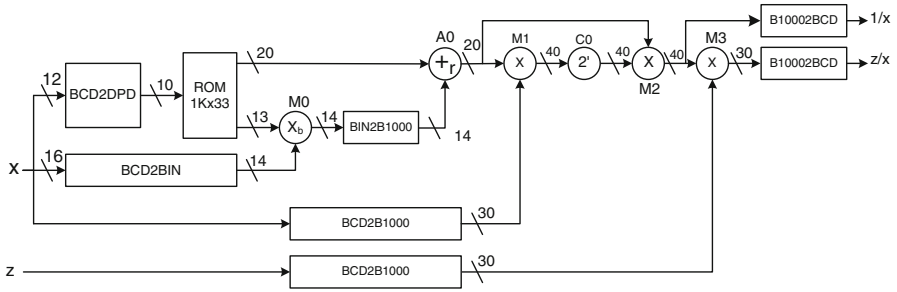 B10002BCD
1/x
A0
M1
C0
M3
20
20
40
40
40
30
12
10
ROM
1Kx33
+r
X
2'
X
X
B10002BCD
z/x
BCD2DPD
M2
13
M0
14
Xb
BIN2B1000
14
X
16
BCD2BIN
14
BCD2B1000
30
z
BCD2B1000
30